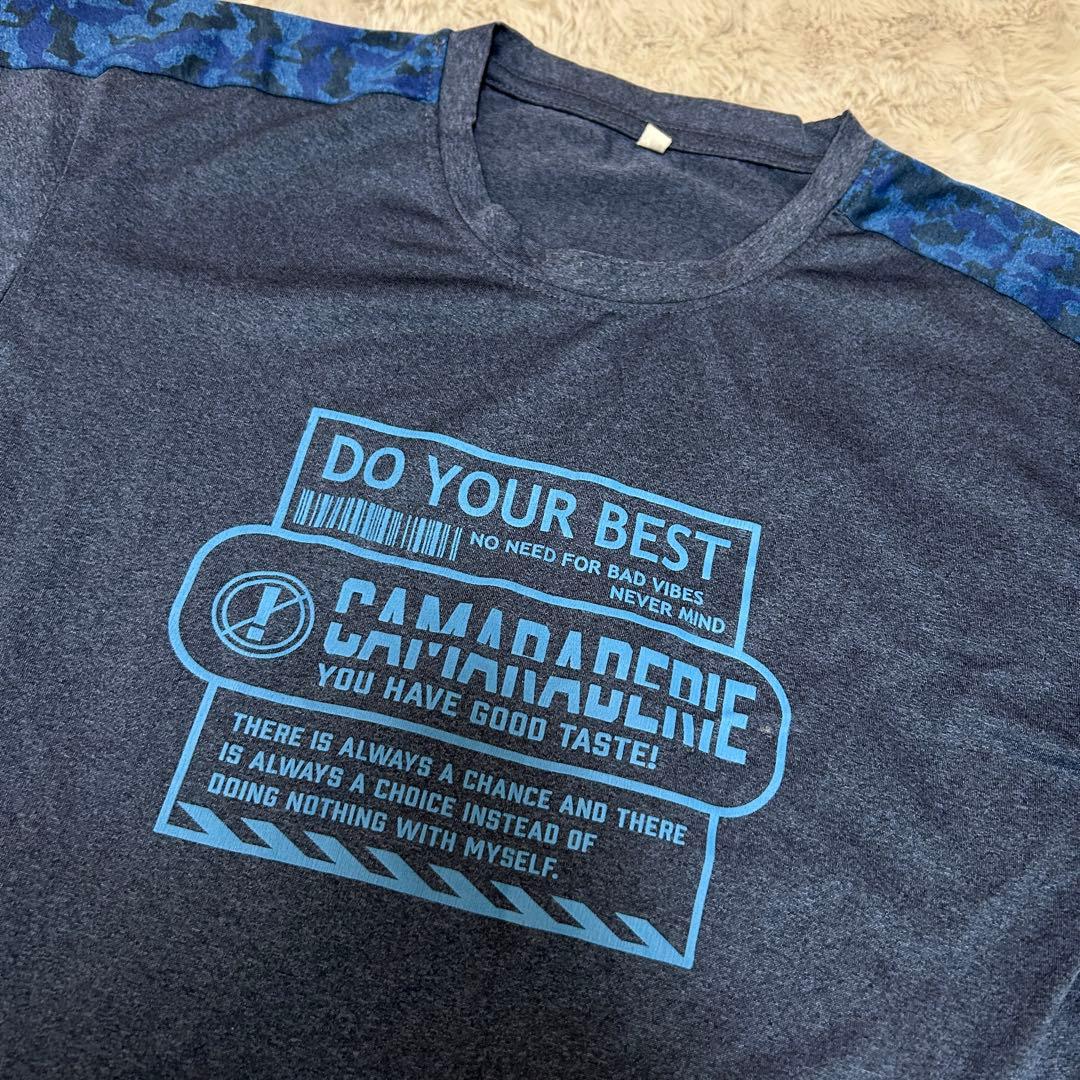 DO YOUR BEST
NO NEED FOR BAD VIBES
NEVER MIND
CAMARADERIE
YOU HAVE GOOD TASTE!
THERE IS ALWAYS A CHANCE AND THERE
IS ALWAYS A CHOICE INSTEAD OF
DOING NOTHING WITH MYSELF.